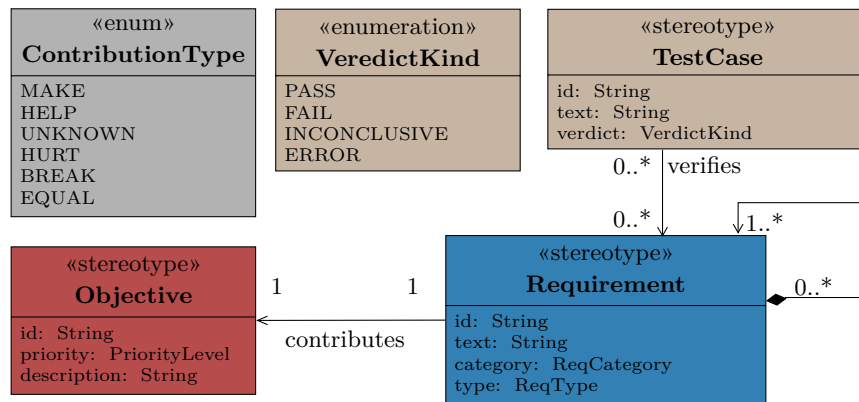 «enum»
ContributionType
MAKE
HELP
UNKNOWN
HURT
BREAK
EQUAL
«enumeration»
VeredictKind
PASS
FAIL
INCONCLUSIVE
ERROR
«stereotype»
TestCase
id: String
text: String
verdict: VerdictKind
0..* verifies
0..*
1..*
«stereotype»
Objective
id: String
priority: PriorityLevel
description: String
1
1
contributes
«stereotype»
Requirement
id: String
text: String
category: ReqCategory
type: ReqType
0..*